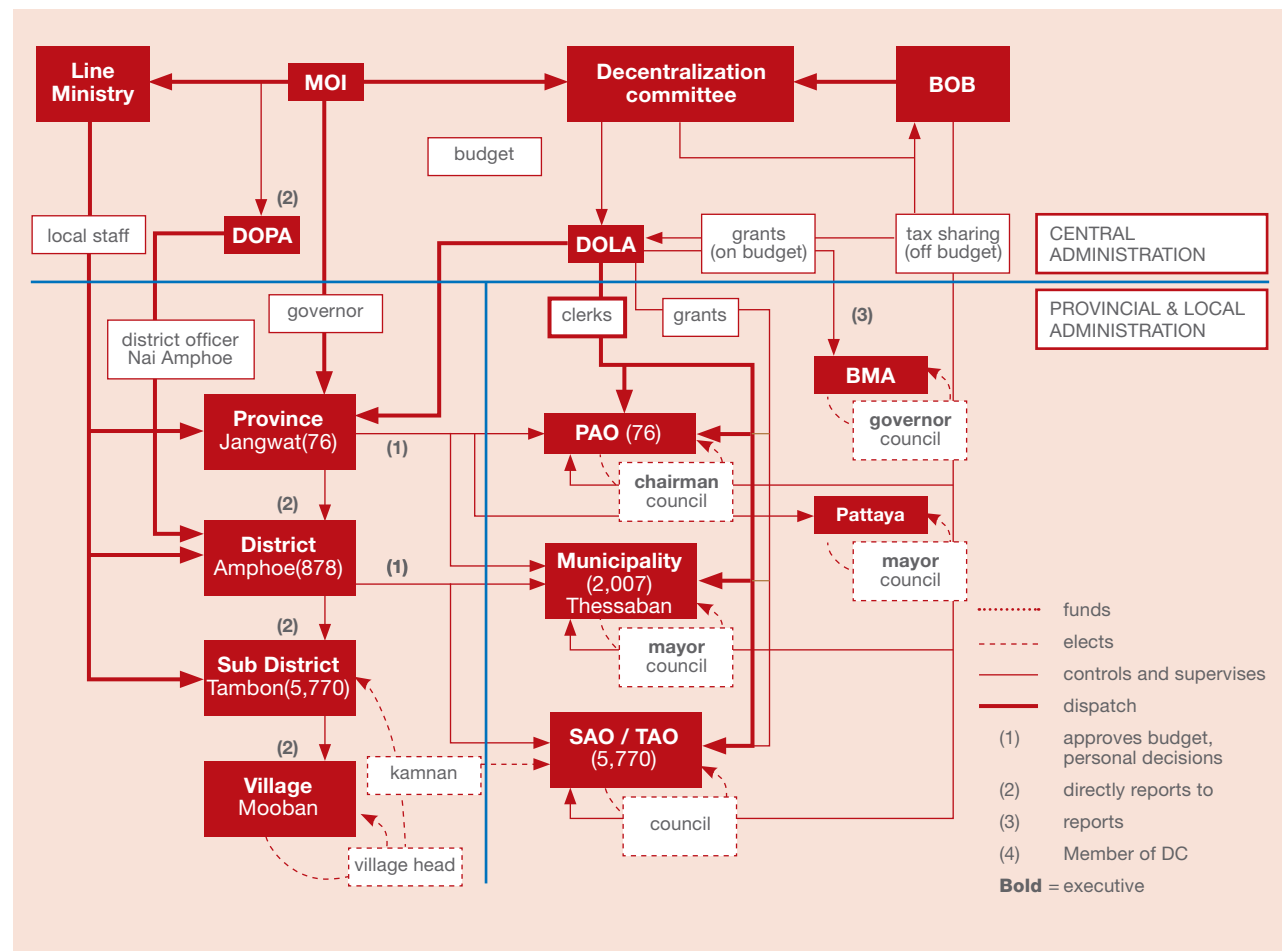 Line
Ministry
MOI
Decentralization
committee
BOB
budget
(2)
local staff
DOPA
DOLA
grants
(on budget)
tax sharing
(off budget)
CENTRAL
ADMINISTRATION
PROVINCIAL & LOCAL
ADMINISTRATION
district officer
Nai Amphoe
governor
clerks
grants
(3)
BMA
governor
council
Province
Jangwat(76)
(1)
PAO (76)
chairman
council
(2)
Pattaya
mayor
council
District
Amphoe(878)
(1)
Municipality
(2,007)
Thessaban
mayor
council
(2)
Sub District
Tambon(5,770)
(2)
SAO / TAO
(5,770)
kamnan
council
Village
Mooban
village head
funds
elects
controls and supervises
dispatch
(1) approves budget,
personal decisions
(2) directly reports to
(3) reports
(4) Member of DC
Bold = executive